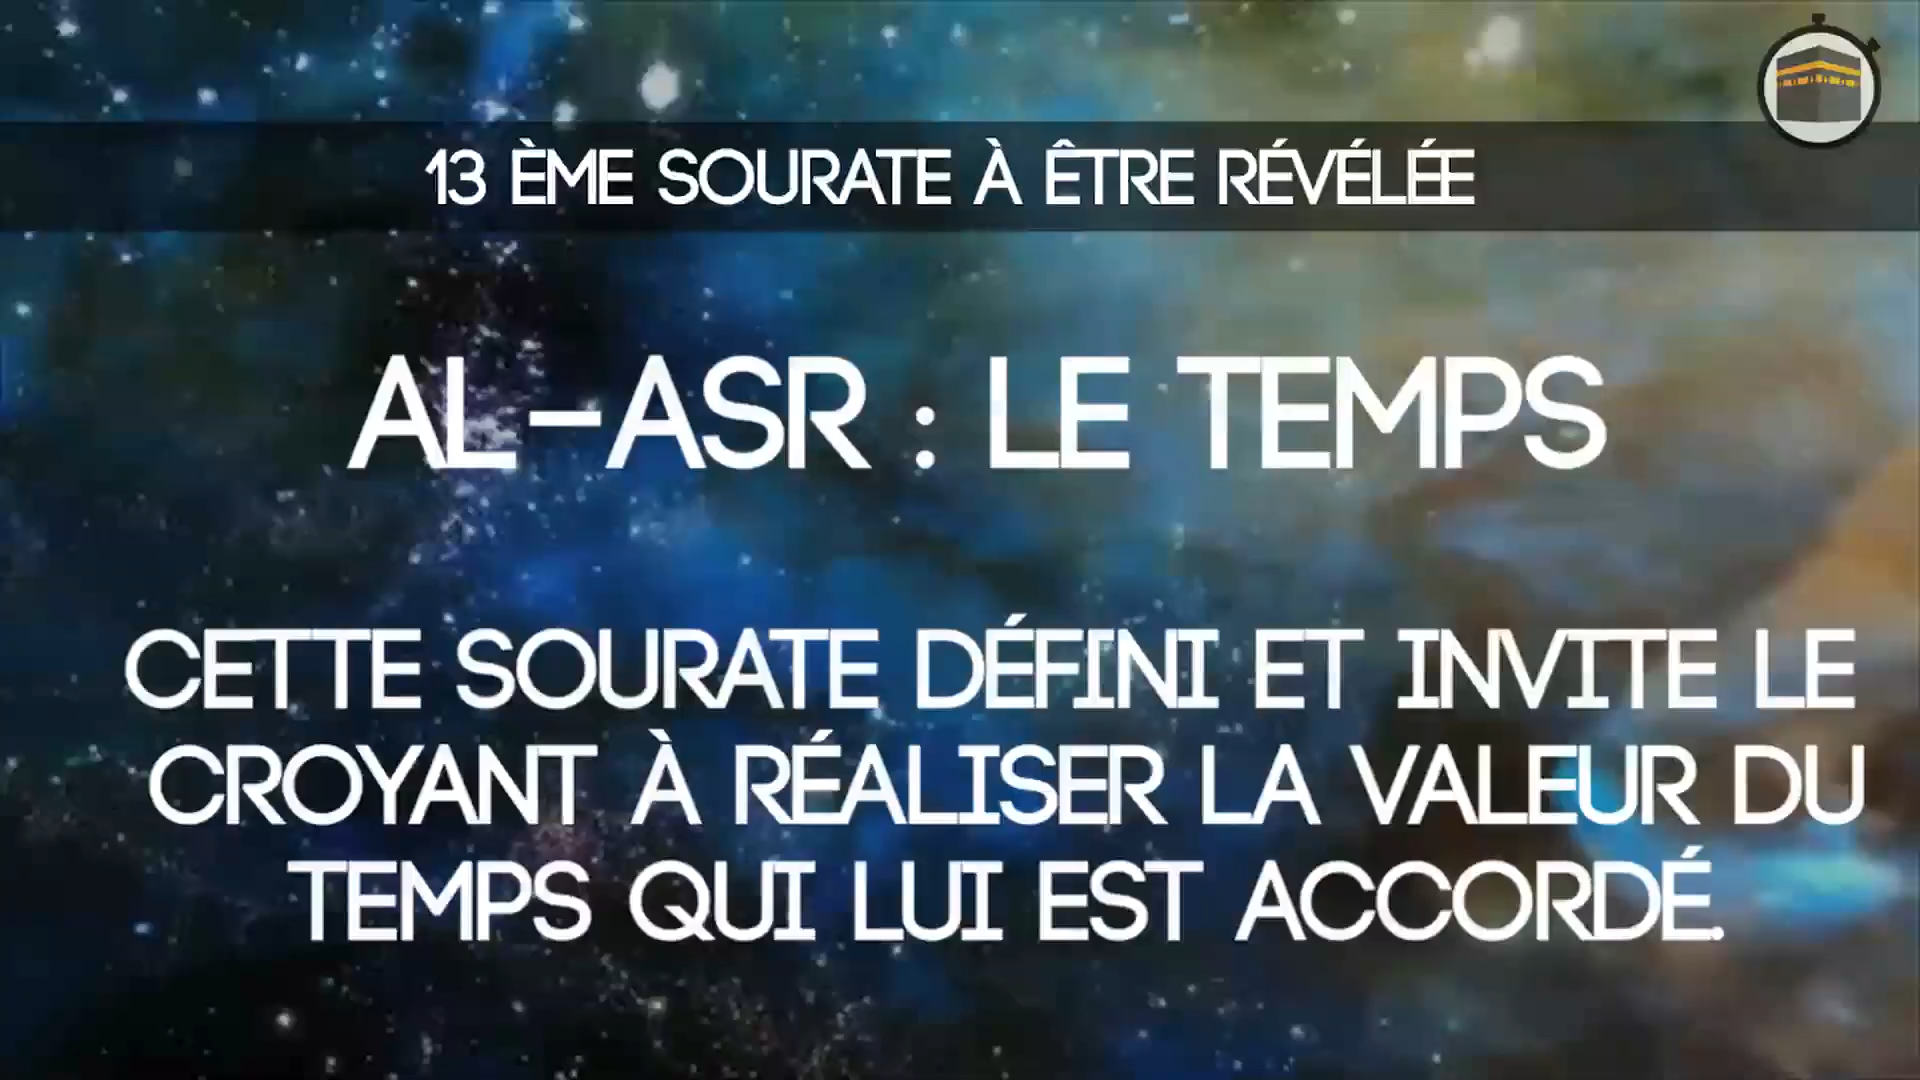 13 ÈME SOURATE À ÊTRE RÉVÉLÉE
AL-ASR : LE TEMPS
CETTE SOURATE DÉFINI ET INVITE LE
CROYANT À RÉALISER LA VALEUR DU
TEMPS QUI LUI EST ACCORDÉ.